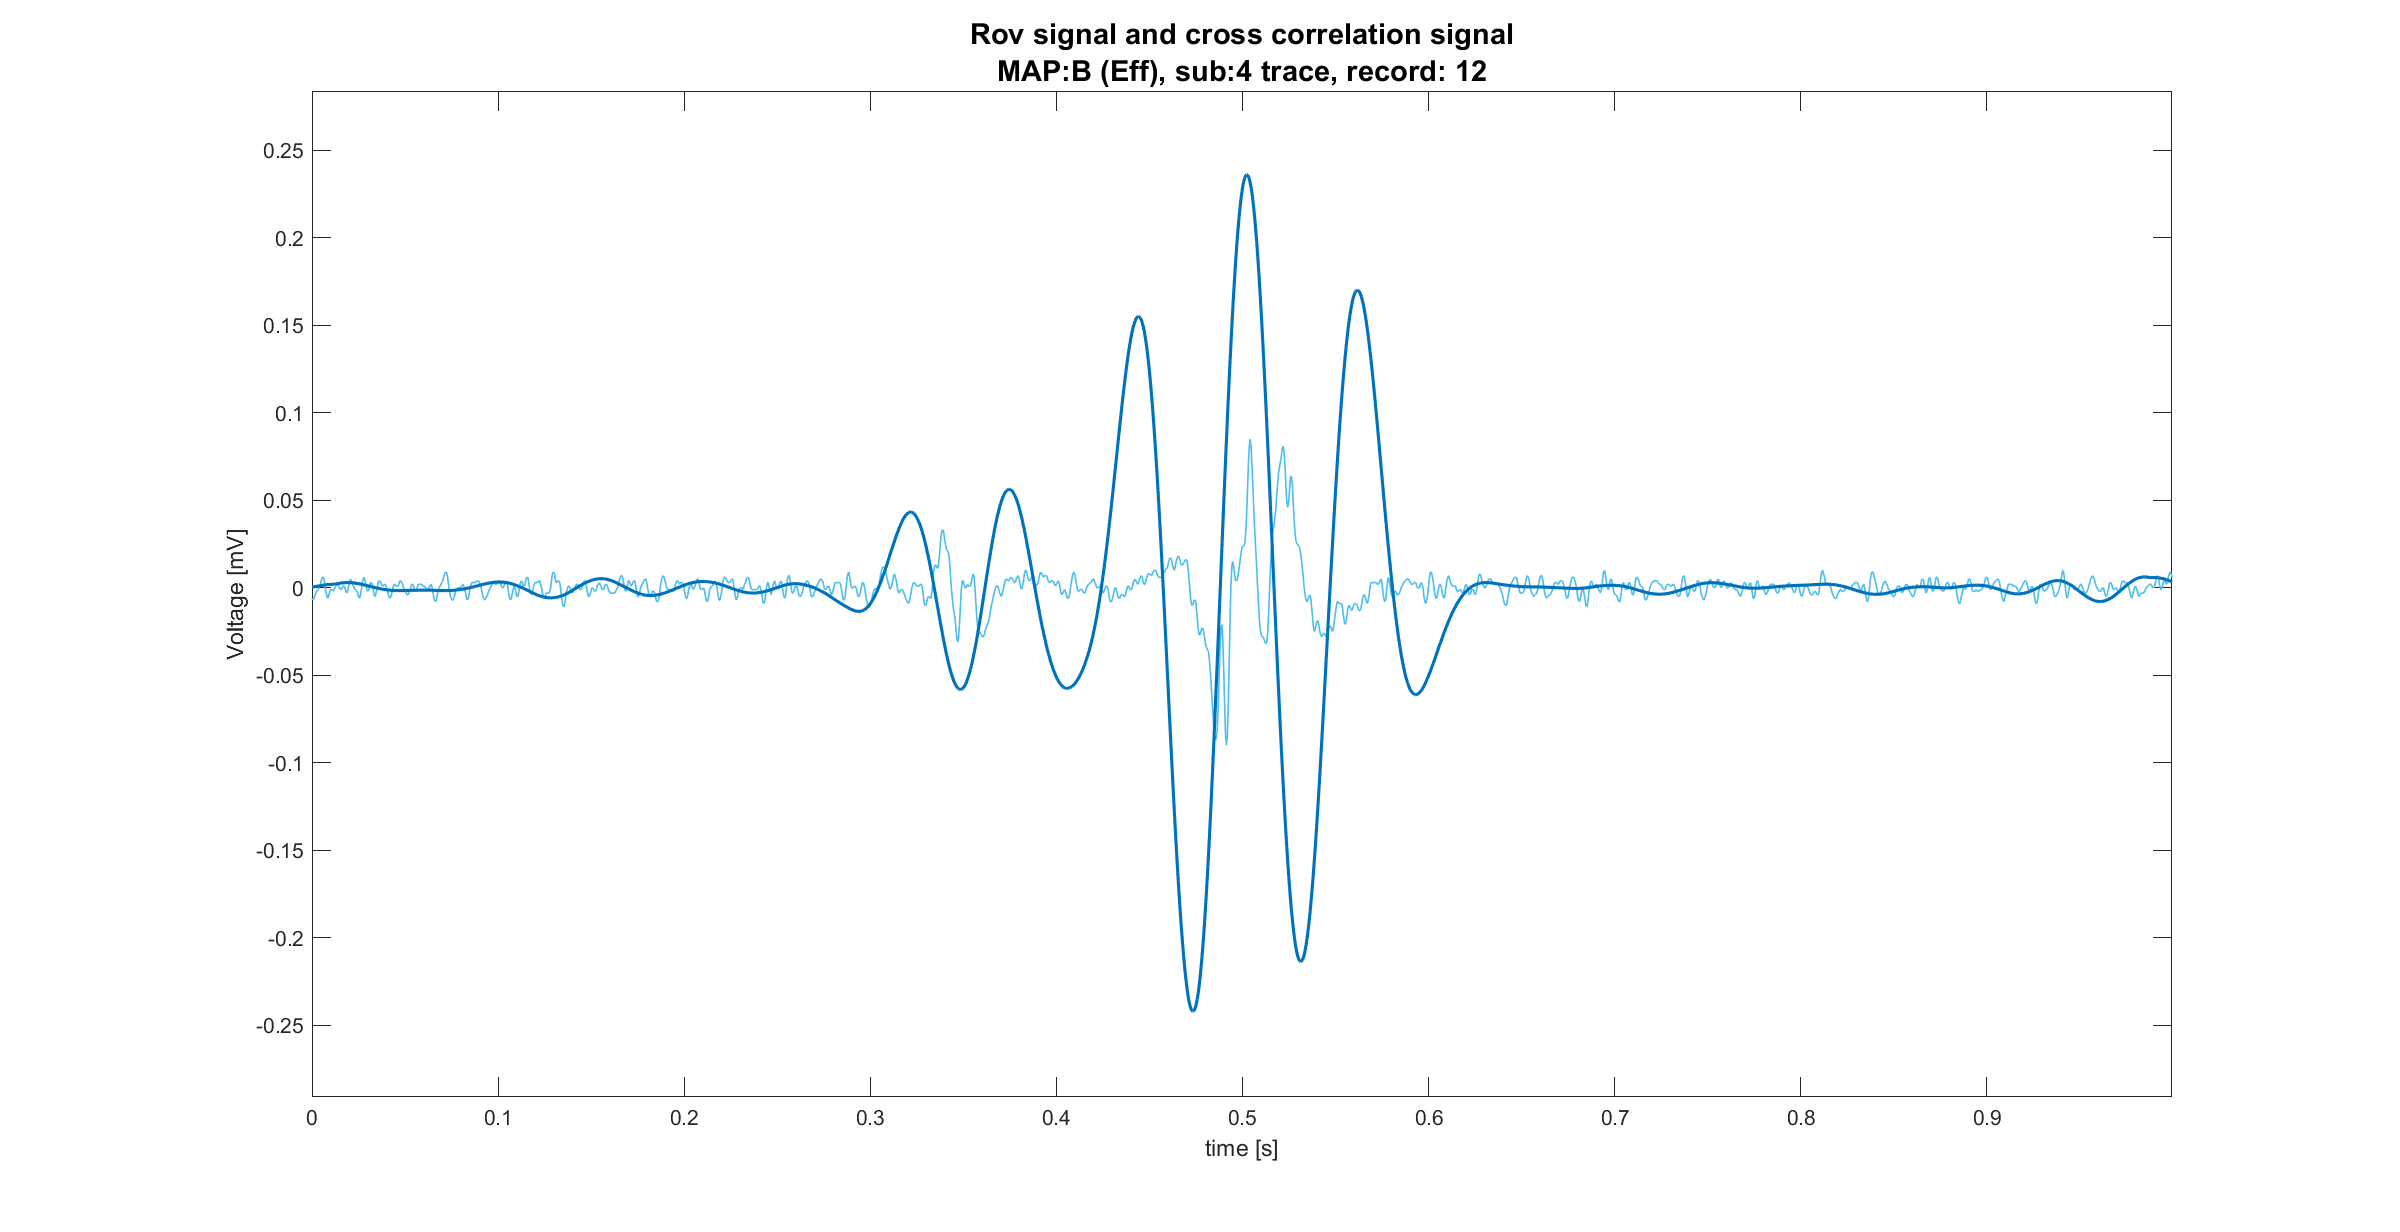 Rov signal and cross correlation signal
MAP:B (Eff), sub:4 trace, record: 12
0.25
0.2
0.15
0.1
0.05
0
-0.05
-0.1
-0.15
-0.2
-0.25
Voltage [mV]
0 0.1 0.2 0.3 0.4 0.5 0.6 0.7 0.8 0.9
time [s]